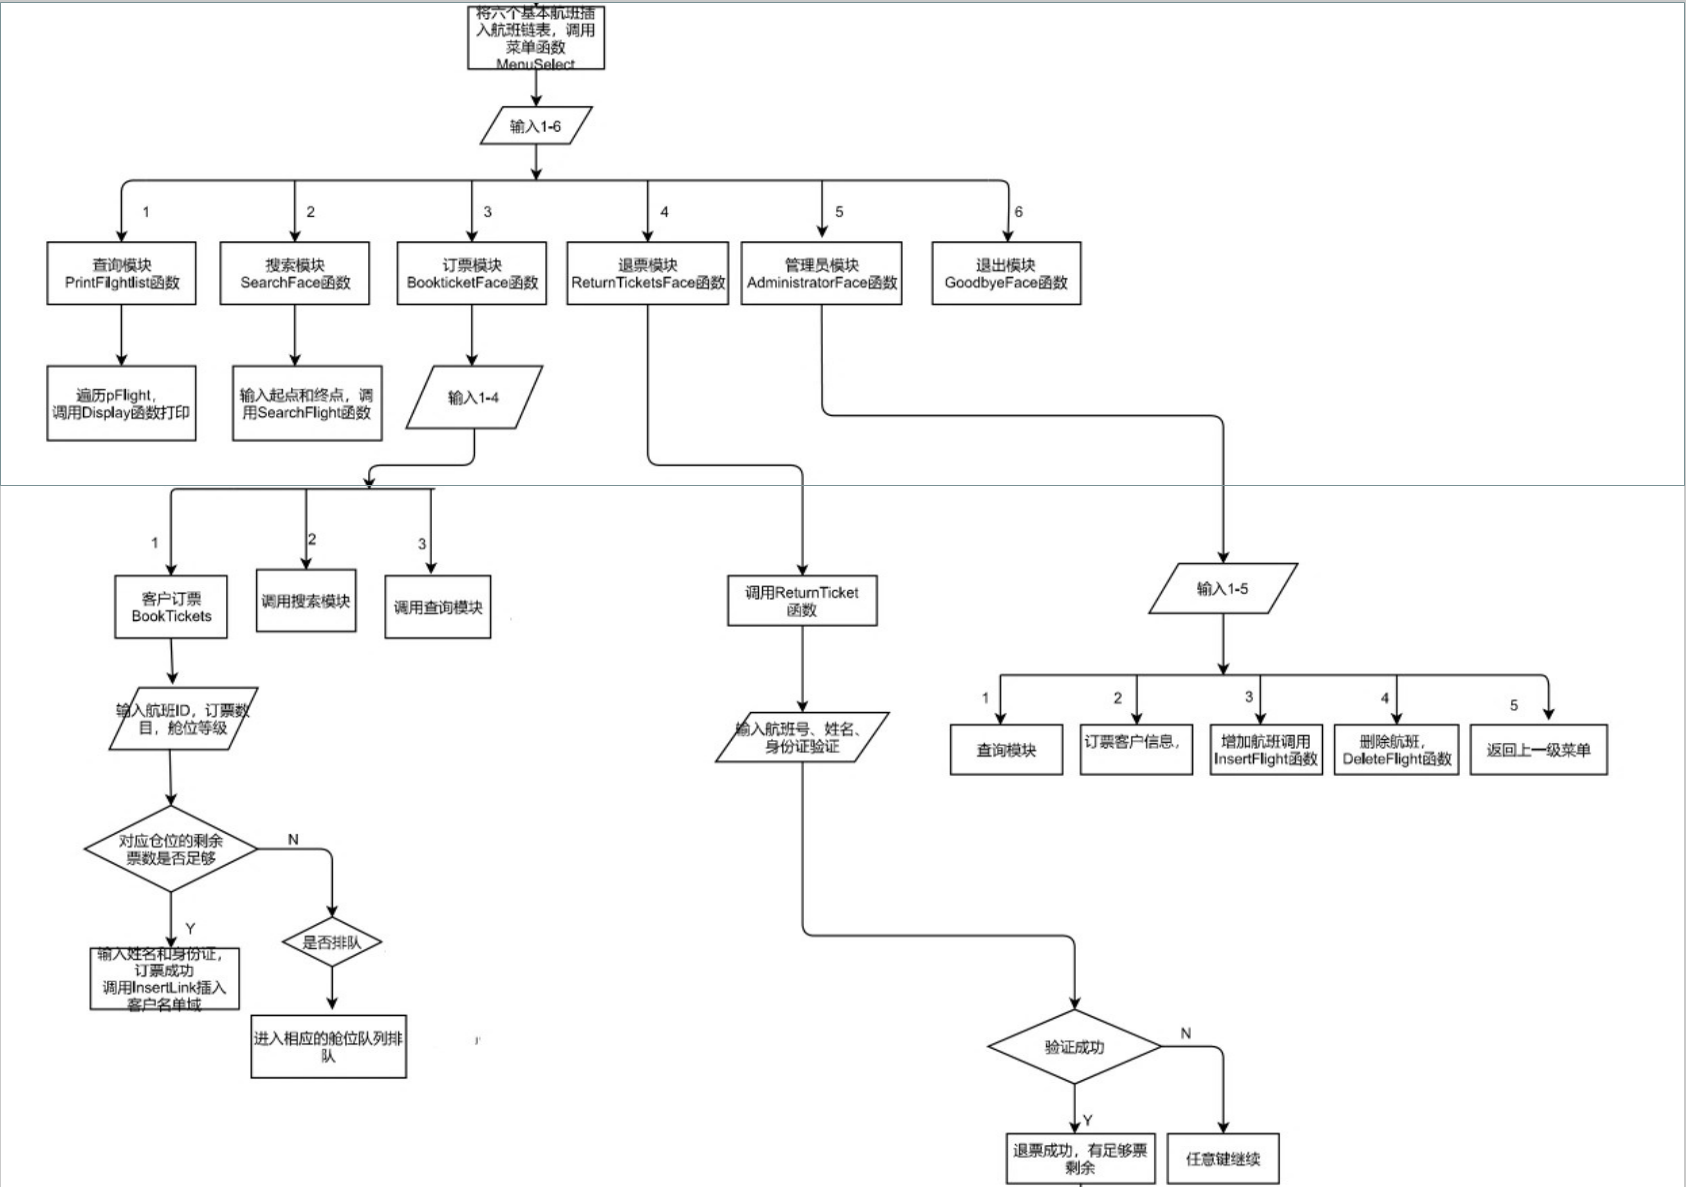 将六个基本航班插
入航班链表，调用
菜单函数
MenuSelect
输入1-6
1
2
3
4
5
6
查询模块
PrintFilghtlist函数
搜索模块
SearchFace函数
订票模块
BookticketFace函数
退票模块
ReturnTicketsFace函数
管理员模块
AdministratorFace函数
退出模块
GoodbyeFace函数
遍历pFlight，
调用Display函数打印
输入起点和终点，调
用SearchFlight函数
输入1-4
1
2
3
客户订票
BookTickets
调用搜索模块
调用查询模块
调用ReturnTicket
函数
输入1-5
输入航班ID，订票数
目，舱位等级
输入航班号、姓名、
身份证验证
1
2
3
4
5
查询模块
订票客户信息，
增加航班调用
InsertFlight函数
删除航班，
DeleteFlight函数
返回上一级菜单
对应仓位的剩余
票数是否足够
N
Y
是否排队
输入姓名和身份证，
订票成功
调用InsertLink插入
客户名单域
进入相应的舱位队列排
队
验证成功
N
Y
退票成功，有足够票
剩余
任意键继续